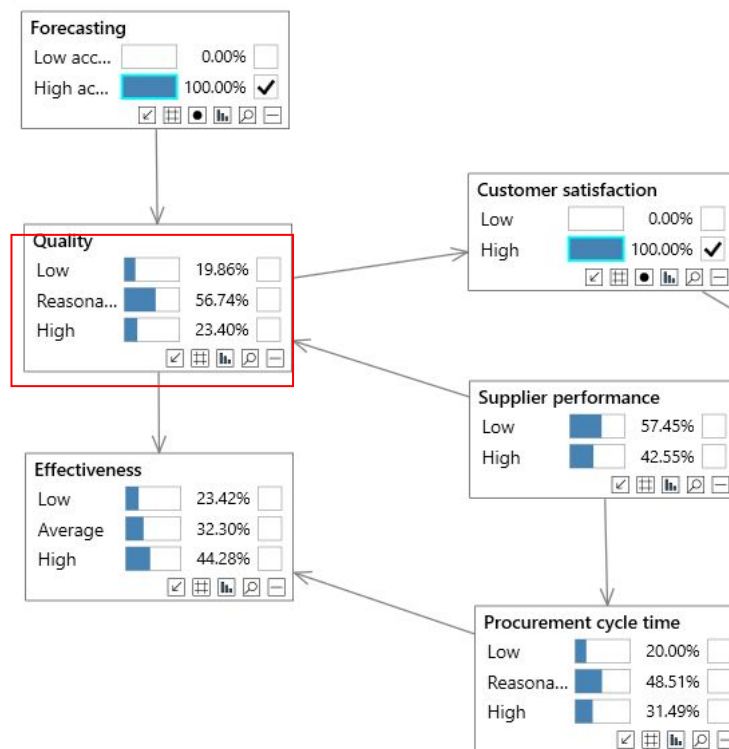 Forecasting
Low acc... 0.00%
High ac... 100.00%
Quality
Low 19.86%
Reasona... 56.74%
High 23.40%
Effectiveness
Low 23.42%
Average 32.30%
High 44.28%
Customer satisfaction
Low 0.00%
High 100.00%
Supplier performance
Low 57.45%
High 42.55%
Procurement cycle time
Low 20.00%
Reasona... 48.51%
High 31.49%